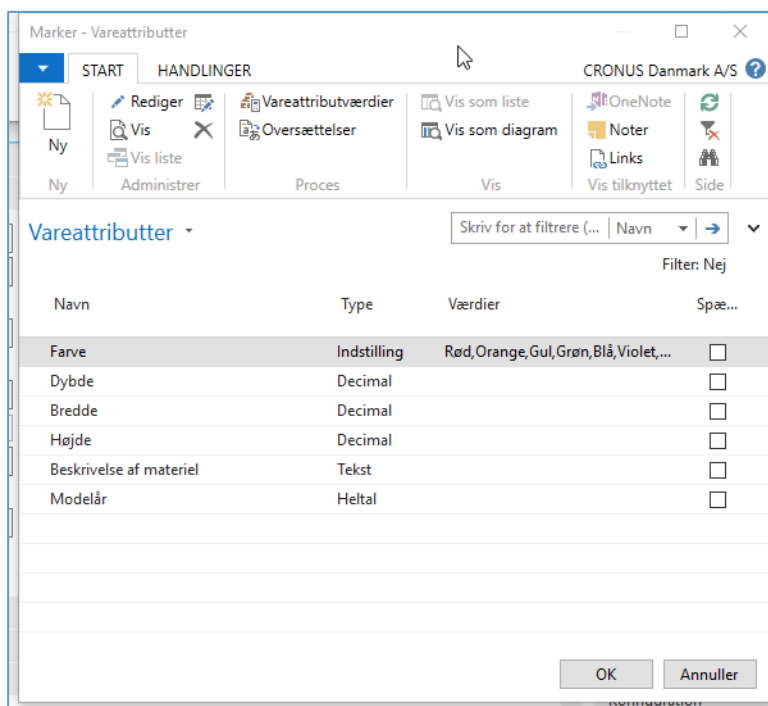 Marker - Vareattributter
START HANDLINGER CRONUS Danmark A/S ?
Ny
Rediger
Vis
Vis liste
Vareattributværdier
Oversættelser
Vis som liste
Vis som diagram
OneNote
Noter
Links
Ny Administrer Proces Vis Vis tilknyttet Side
Vareattributter
Skriv for at filtrere (... Navn
Filter: Nej
Navn Type Værdier Spæ...
Farve Indstilling Rød,Orange,Gul,Grøn,Blå,Violet,...
Dybde Decimal
Bredde Decimal
Højde Decimal
Beskrivelse af materiel Tekst
Modelår Heltal
OK Annuller